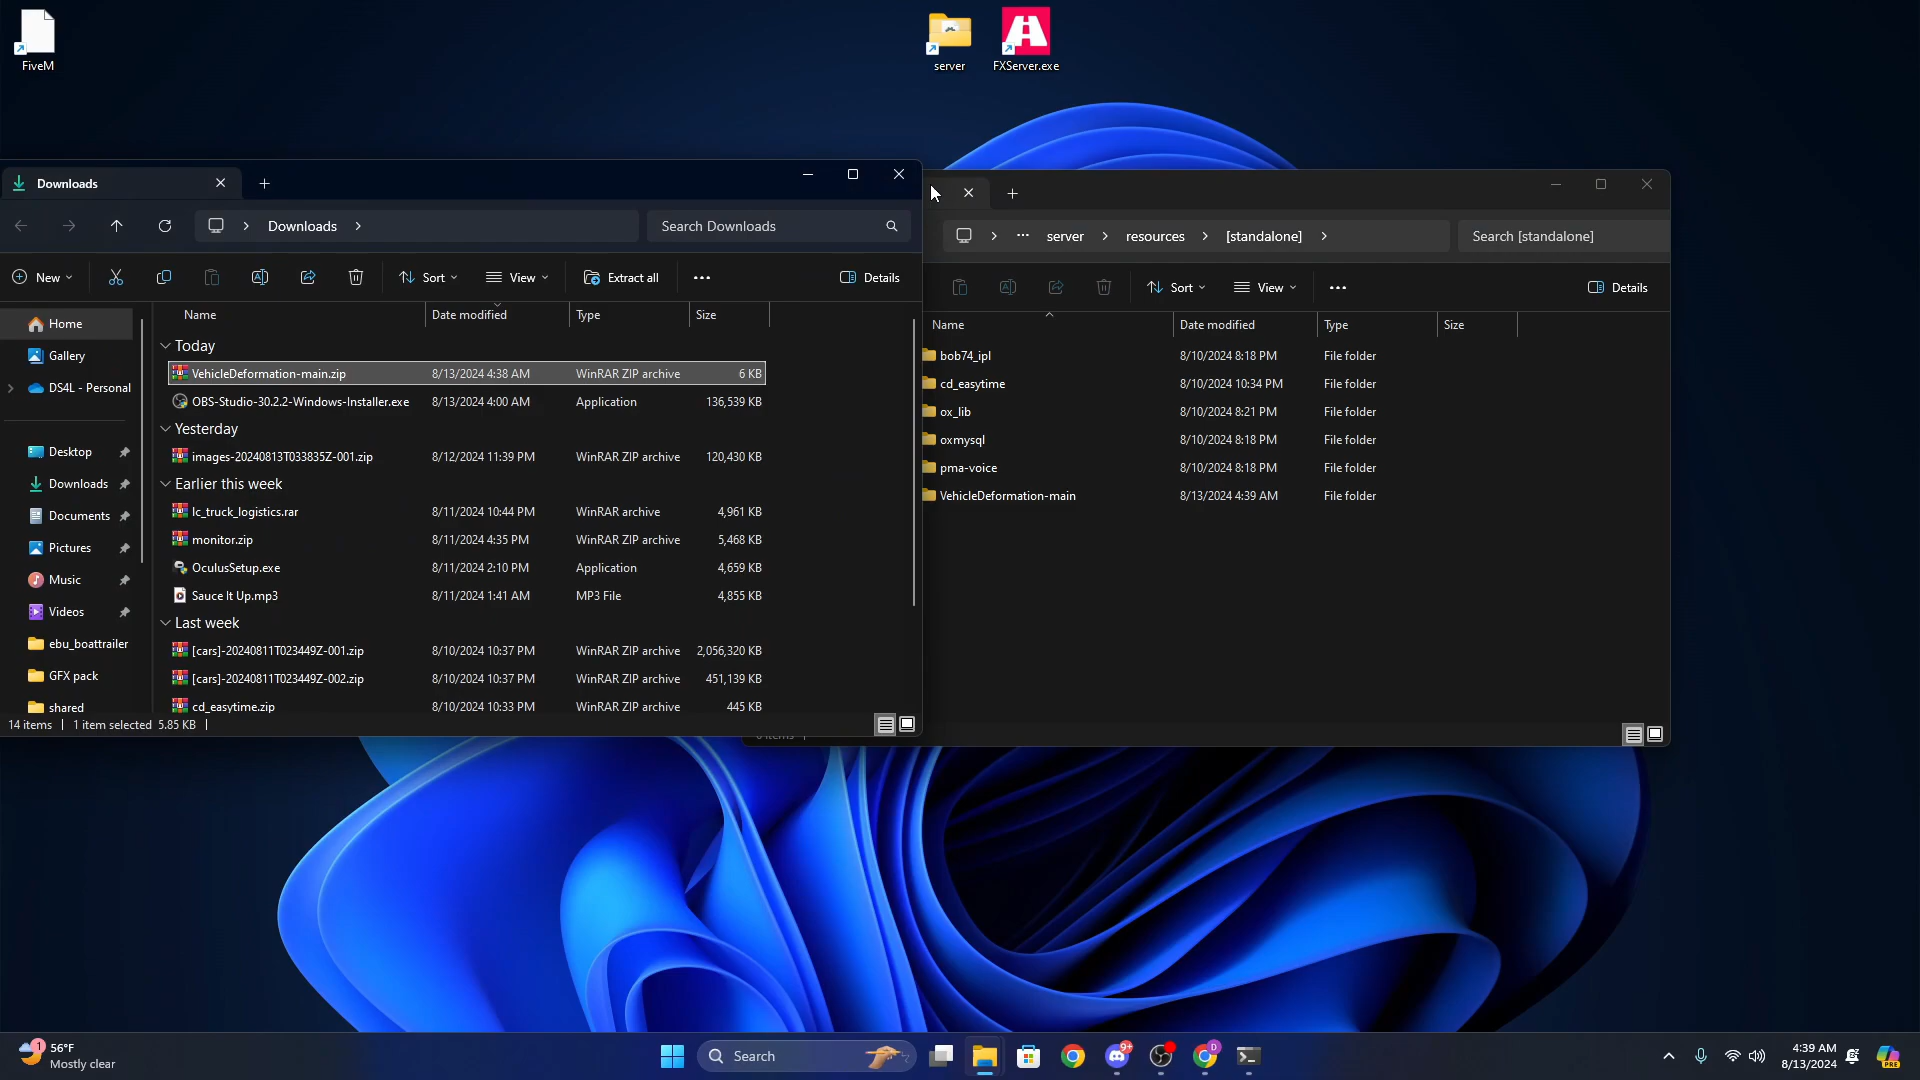 FiveM
server
FXServer.exe
Downloads
Downloads
Search Downloads
New
Sort
View
Extract all
Details
Home
Gallery
DS4L - Personal
Desktop
Downloads
Documents
Pictures
Music
Videos
ebu_boattrailer
GFX pack
shared
Name Date modified Type Size
Today
VehicleDeformation-main.zip 8/13/2024 4:38 AM WinRAR ZIP archive 6 KB
OBS-Studio-30.2.2-Windows-Installer.exe 8/13/2024 4:00 AM Application 136,539 KB
Yesterday
images-20240813T033835Z-001.zip 8/12/2024 11:39 PM WinRAR ZIP archive 120,430 KB
Earlier this week
lc_truck_logistics.rar 8/11/2024 10:44 PM WinRAR archive 4,961 KB
monitor.zip 8/11/2024 4:35 PM WinRAR ZIP archive 5,468 KB
OculusSetup.exe 8/11/2024 2:10 PM Application 4,659 KB
Sauce It Up.mp3 8/11/2024 1:41 AM MP3 File 4,855 KB
Last week
[cars]-20240811T023449Z-001.zip 8/10/2024 10:37 PM WinRAR ZIP archive 2,056,320 KB
[cars]-20240811T023449Z-002.zip 8/10/2024 10:37 PM WinRAR ZIP archive 451,139 KB
cd_easytime.zip 8/10/2024 10:33 PM WinRAR ZIP archive 445 KB
14 items 1 item selected 5.85 KB
server resources [standalone]
Search [standalone]
Sort
View
Details
Name Date modified Type Size
bob74_ipl 8/10/2024 8:18 PM File folder
cd_easytime 8/10/2024 10:34 PM File folder
ox_lib 8/10/2024 8:21 PM File folder
oxmysql 8/10/2024 8:18 PM File folder
pma-voice 8/10/2024 8:18 PM File folder
VehicleDeformation-main 8/13/2024 4:39 AM File folder
1
56°F
Mostly clear
Search
9+
D
4:39 AM
8/13/2024
PRE